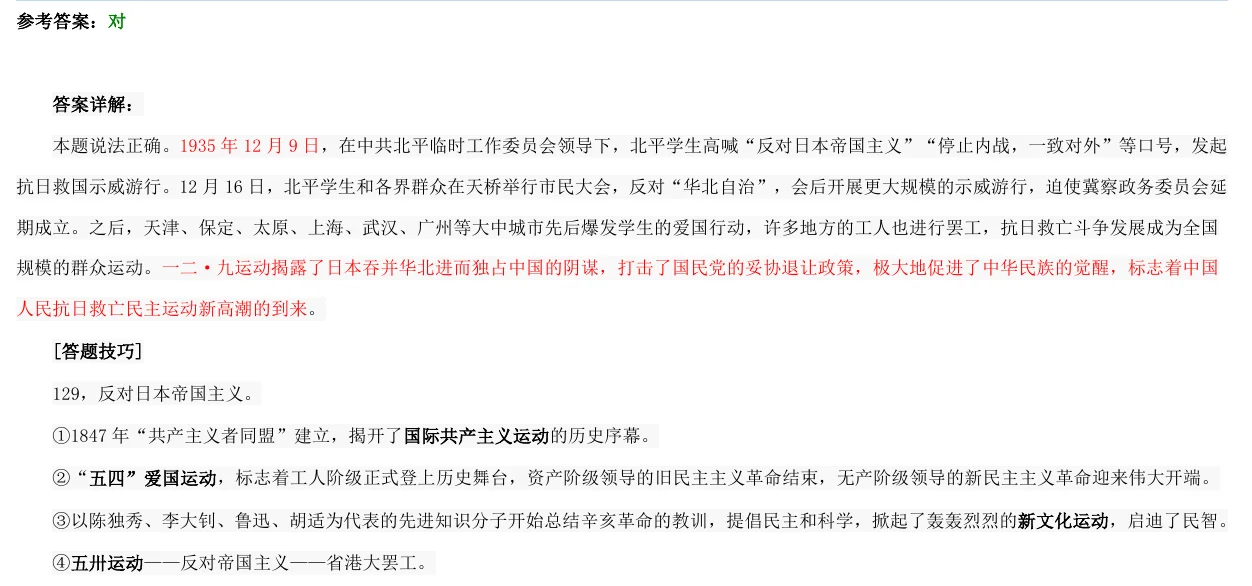 参考答案：对
答案详解：
本题说法正确。1935 年 12 月 9 日，在中共北平临时工作委员会领导下，北平学生高喊“反对日本帝国主义”“停止内战，一致对外”等口号，发起
抗日救国示威游行。12 月 16 日，北平学生和各界群众在天桥举行市民大会，反对“华北自治”，会后开展更大规模的示威游行，迫使冀察政务委员会延
期成立。之后，天津、保定、太原、上海、武汉、广州等大中城市先后爆发学生的爱国行动，许多地方的工人也进行罢工，抗日救亡斗争发展成为全国
规模的群众运动。一二·九运动揭露了日本吞并华北进而独占中国的阴谋，打击了国民党的妥协退让政策，极大地促进了中华民族的觉醒，标志着中国
人民抗日救亡民主运动新高潮的到来。
[答题技巧]
129，反对日本帝国主义。
①1847 年“共产主义者同盟”建立，揭开了国际共产主义运动的历史序幕。
②“五四”爱国运动，标志着工人阶级正式登上历史舞台，资产阶级领导的旧民主主义革命结束，无产阶级领导的新民主主义革命迎来伟大开端。
③以陈独秀、李大钊、鲁迅、胡适为代表的先进知识分子开始总结辛亥革命的教训，提倡民主和科学，掀起了轰轰烈烈的新文化运动，启迪了民智。
④五卅运动——反对帝国主义——省港大罢工。